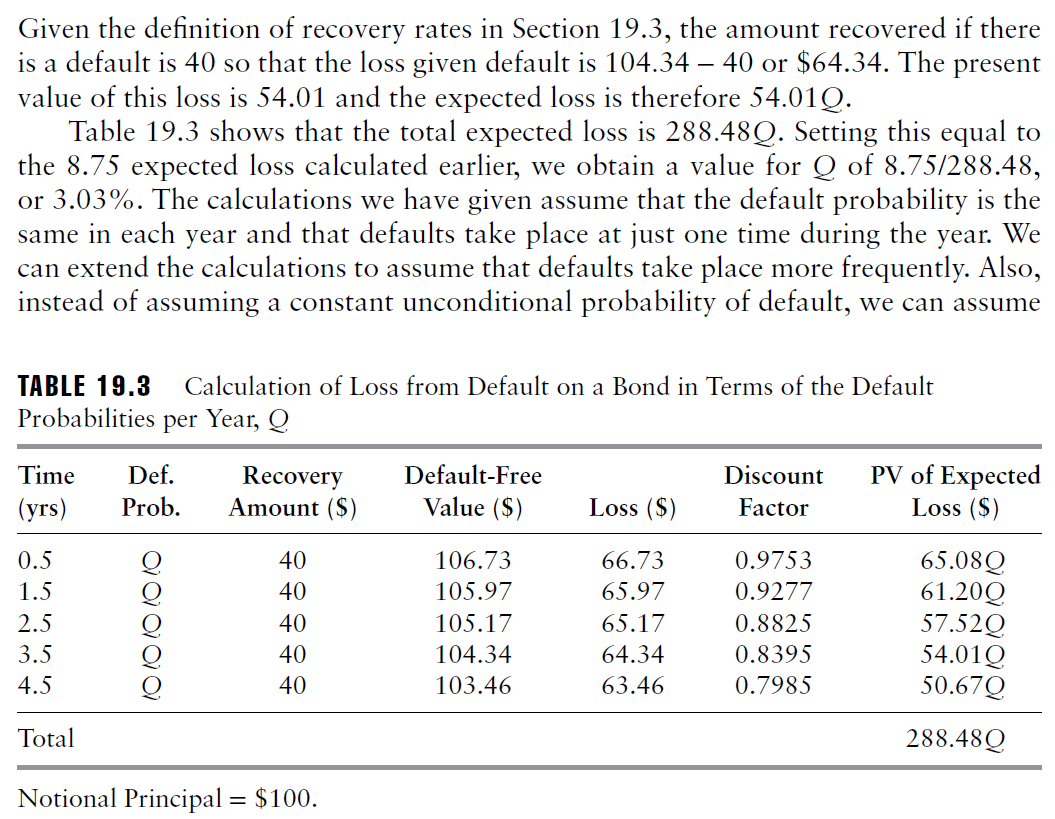 Given the definition of recovery rates in Section 19.3, the amount recovered if there
is a default is 40 so that the loss given default is 104.34 – 40 or $64.34. The present
value of this loss is 54.01 and the expected loss is therefore 54.01Q.
Table 19.3 shows that the total expected loss is 288.48Q. Setting this equal to
the 8.75 expected loss calculated earlier, we obtain a value for Q of 8.75/288.48,
or 3.03%. The calculations we have given assume that the default probability is the
same in each year and that defaults take place at just one time during the year. We
can extend the calculations to assume that defaults take place more frequently. Also,
instead of assuming a constant unconditional probability of default, we can assume
TABLE 19.3 Calculation of Loss from Default on a Bond in Terms of the Default
Probabilities per Year, Q
Time Def. Recovery Default-Free Discount PV of Expected
(yrs) Prob. Amount ($) Value ($) Loss ($) Factor Loss ($)
0.5 Q 40 106.73 66.73 0.9753 65.08Q
1.5 Q 40 105.97 65.97 0.9277 61.20Q
2.5 Q 40 105.17 65.17 0.8825 57.52Q
3.5 Q 40 104.34 64.34 0.8395 54.01Q
4.5 Q 40 103.46 63.46 0.7985 50.67Q
Total 288.48Q
Notional Principal = $100.